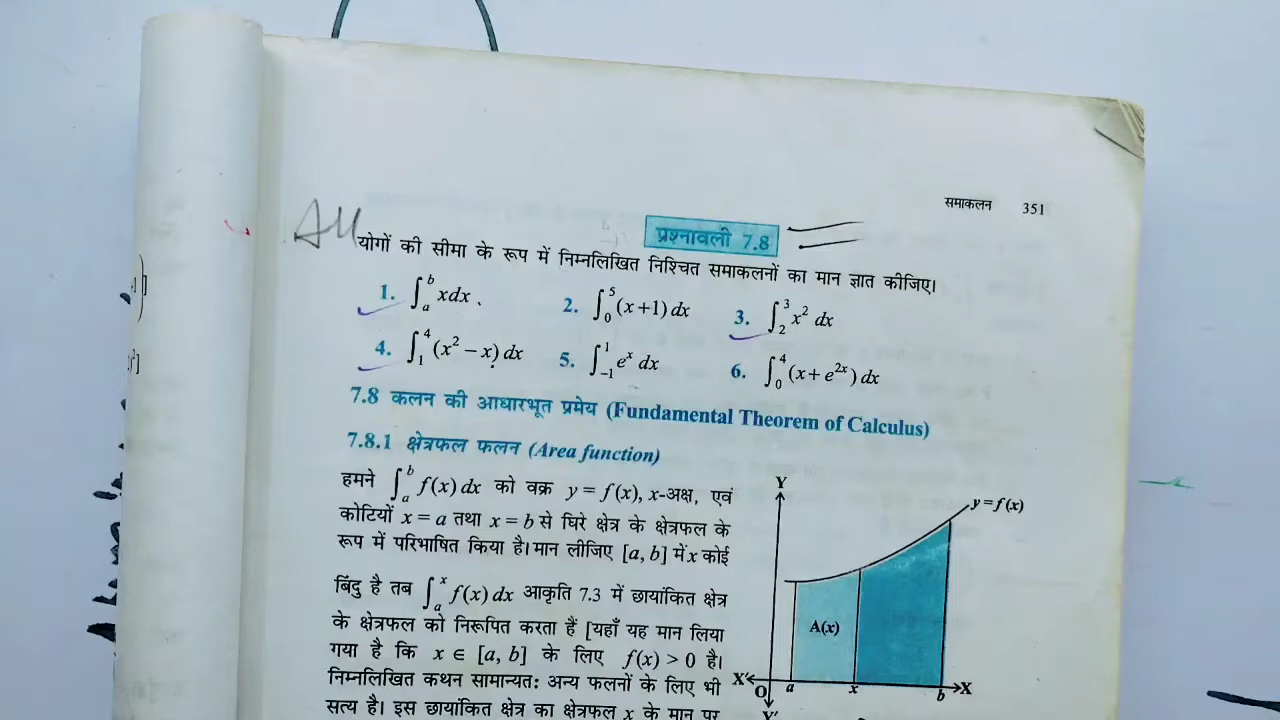 समाकलन 351
All
प्रश्नावली 7.8
योगों की सीमा के रूप में निम्नलिखित निश्चित समाकलनों का मान ज्ञात कीजिए।
1. ∫ₐᵇ x dx 2. ∫₀⁵ (x+1) dx 3. ∫₂³ x² dx
4. ∫₁⁴ (x² – x) dx 5. ∫₋₁¹ eˣ dx 6. ∫₀⁴ (x + e²ˣ) dx
7.8 कलन की आधारभूत प्रमेय (Fundamental Theorem of Calculus)
7.8.1 क्षेत्रफल फलन (Area function)
हमने ∫ₐᵇ f(x) dx को वक्र y = f(x), x-अक्ष, एवं
कोटियों x = a तथा x = b से घिरे क्षेत्र के क्षेत्रफल के
रूप में परिभाषित किया है। मान लीजिए [a, b] में x कोई
बिंदु है तब ∫ₐˣ f(x) dx आकृति 7.3 में छायांकित क्षेत्र
के क्षेत्रफल को निरूपित करता है [यहाँ यह मान लिया
गया है कि x ∈ [a, b] के लिए f(x) > 0 है।
निम्नलिखित कथन सामान्यत: अन्य फलनों के लिए भी
सत्य है। इस छायांकित क्षेत्र का क्षेत्रफल x के मान पर
Y
y = f(x)
A(x)
X′ O a x b X
Y′